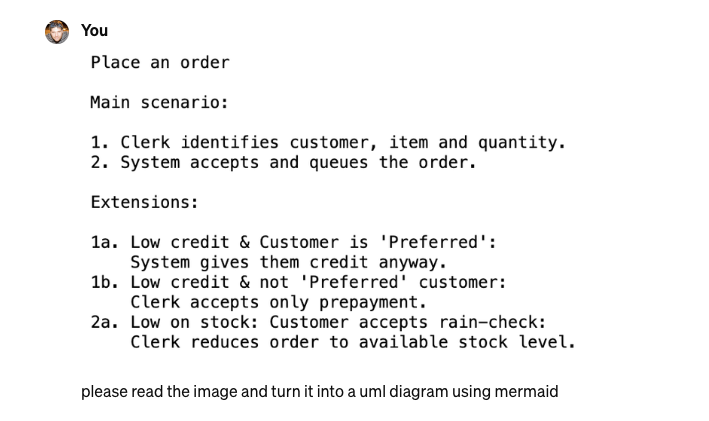 You
Place an order
Main scenario:
1. Clerk identifies customer, item and quantity.
2. System accepts and queues the order.
Extensions:
1a. Low credit & Customer is 'Preferred':
System gives them credit anyway.
1b. Low credit & not 'Preferred' customer:
Clerk accepts only prepayment.
2a. Low on stock: Customer accepts rain-check:
Clerk reduces order to available stock level.
please read the image and turn it into a uml diagram using mermaid